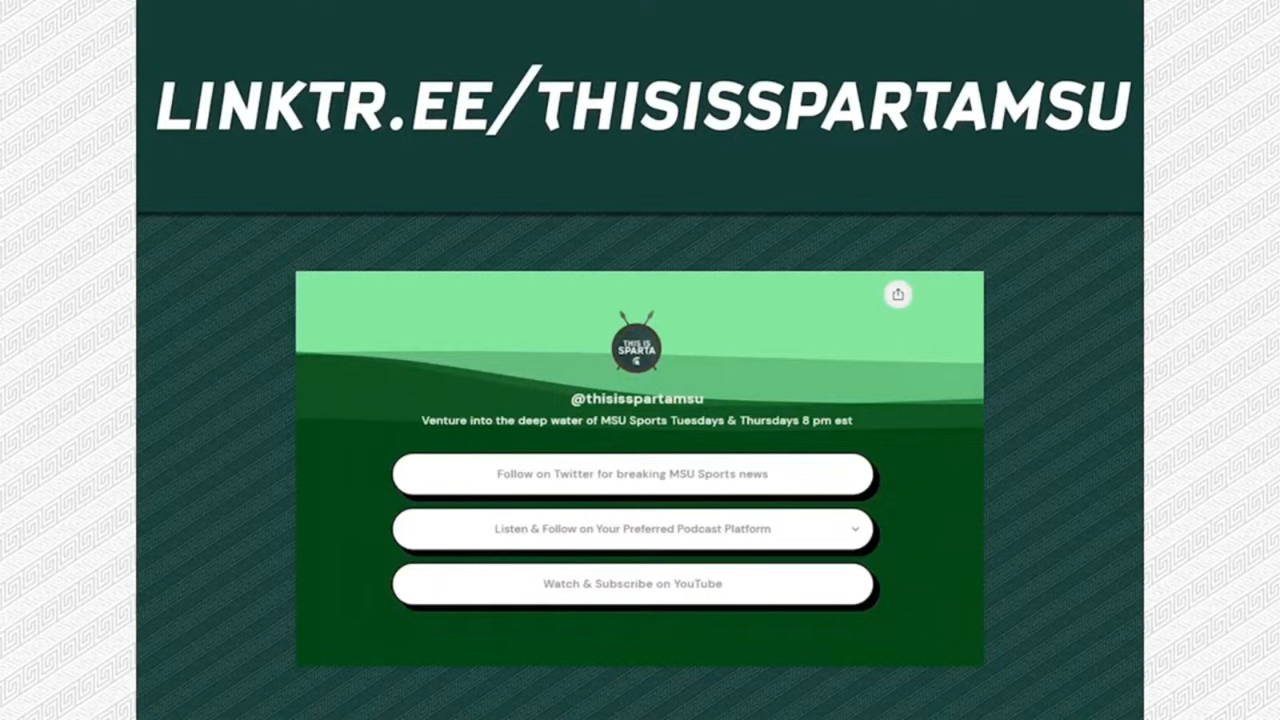 LINKTR.EE/THISISSPARTAMSU
THIS IS
SPARTA
@thisisspartamsu
Venture into the deep water of MSU Sports Tuesdays & Thursdays 8 pm est
Follow on Twitter for breaking MSU Sports news
Listen & Follow on Your Preferred Podcast Platform
Watch & Subscribe on YouTube